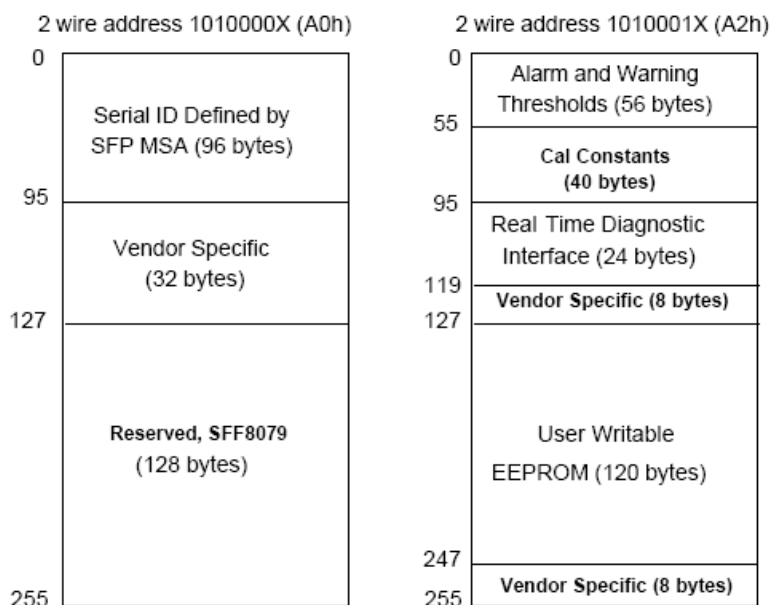 2 wire address 1010000X (A0h)
0
Serial ID Defined by
SFP MSA (96 bytes)
95
Vendor Specific
(32 bytes)
127
Reserved, SFF8079
(128 bytes)
255
2 wire address 1010001X (A2h)
0
Alarm and Warning
Thresholds (56 bytes)
55
Cal Constants
(40 bytes)
95
Real Time Diagnostic
Interface (24 bytes)
119
Vendor Specific (8 bytes)
127
User Writable
EEPROM (120 bytes)
247
Vendor Specific (8 bytes)
255